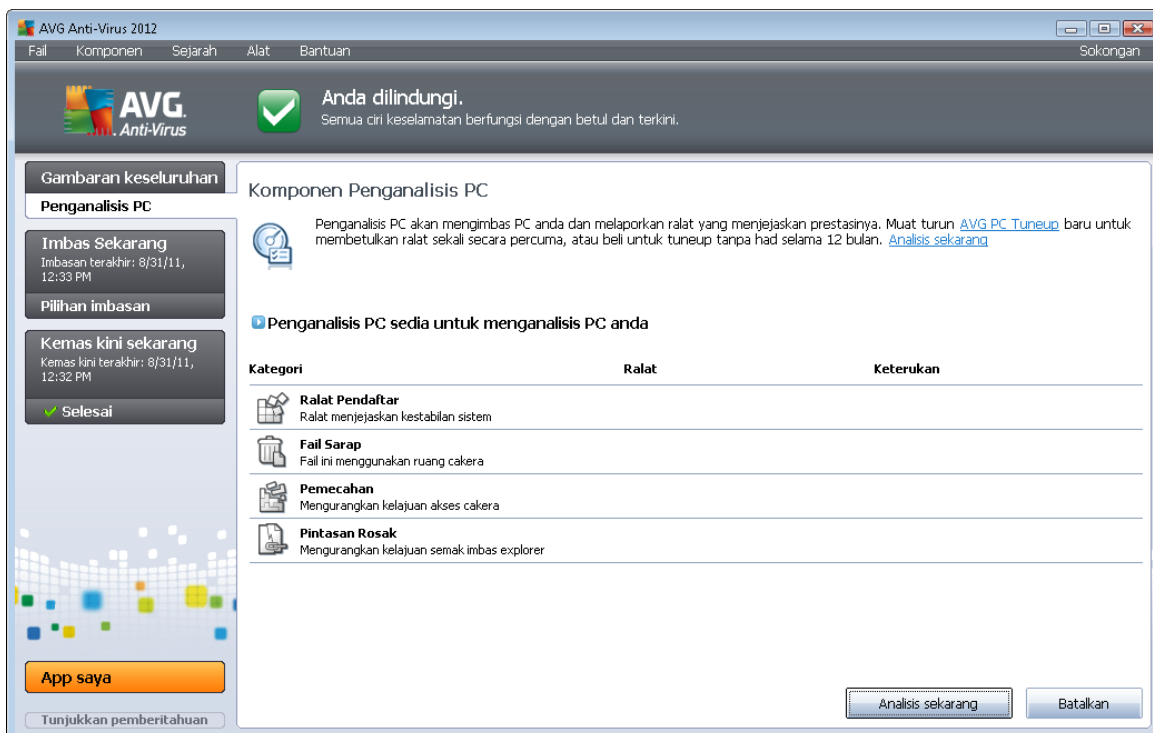 AVG Anti-Virus 2012
Fail Komponen Sejarah Alat Bantuan Sokongan
AVG.
Anti-Virus
Anda dilindungi.
Semua ciri keselamatan berfungsi dengan betul dan terkini.
Gambaran keseluruhan
Penganalisis PC
Imbas Sekarang
Imbasan terakhir: 8/31/11,
12:33 PM
Pilihan imbasan
Kemas kini sekarang
Kemas kini terakhir: 8/31/11,
12:32 PM
Selesai
App saya
Tunjukkan pemberitahuan
Komponen Penganalisis PC
Penganalisis PC akan mengimbas PC anda dan melaporkan ralat yang menjejaskan prestasinya. Muat turun AVG PC Tuneup baru untuk
membetulkan ralat sekali secara percuma, atau beli untuk tuneup tanpa had selama 12 bulan. Analisis sekarang
Penganalisis PC sedia untuk menganalisis PC anda
Kategori Ralat Keterukan
Ralat Pendaftar
Ralat menjejaskan kestabilan sistem
Fail Sarap
Fail ini menggunakan ruang cakera
Pemecahan
Mengurangkan kelajuan akses cakera
Pintasan Rosak
Mengurangkan kelajuan semak imbas explorer
Analisis sekarang Batalkan